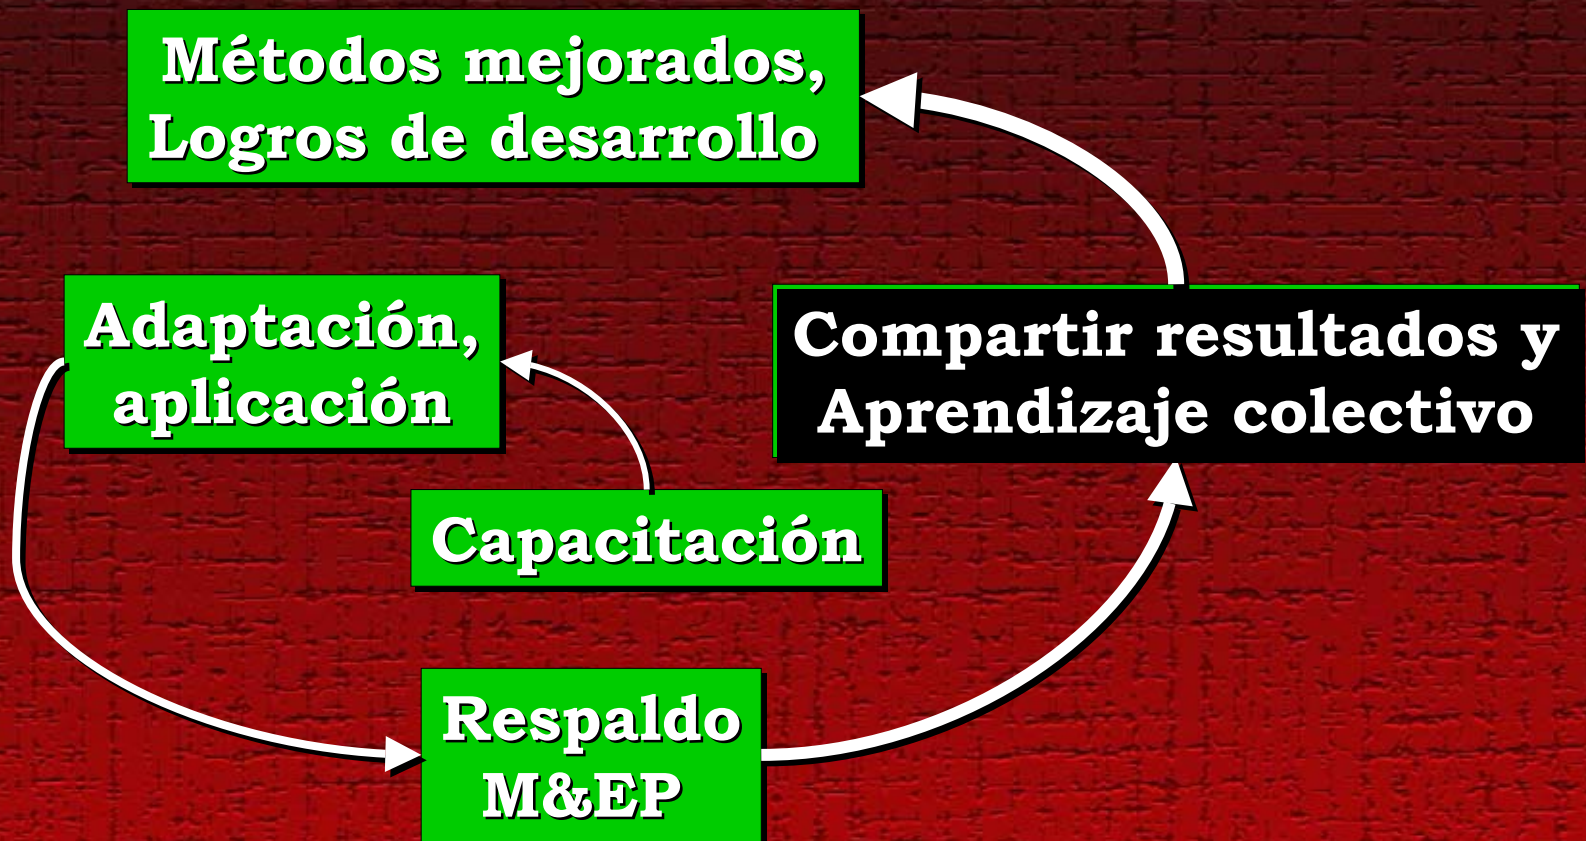 Métodos mejorados,
Logros de desarrollo
Adaptación,
aplicación
Compartir resultados y
Aprendizaje colectivo
Capacitación
Respaldo
M&EP